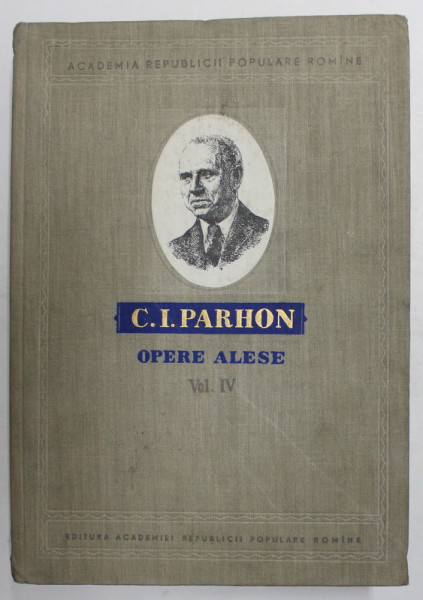 ACADEMIA REPUBLICII POPULARE ROMÎNE
C.I.PARHON
OPERE ALESE
Vol. IV
EDITURA ACADEMIEI REPUBLICII POPULARE ROMÎNE